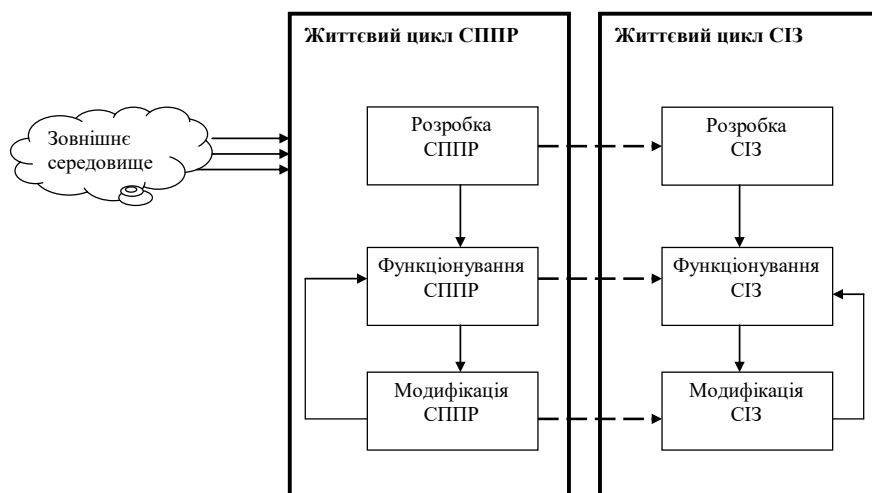 Життєвий цикл СППР
Життєвий цикл СІЗ
Зовнішнє
середовище
Розробка
СППР
Розробка
СІЗ
Функціонування
СППР
Функціонування
СІЗ
Модифікація
СППР
Модифікація
СІЗ